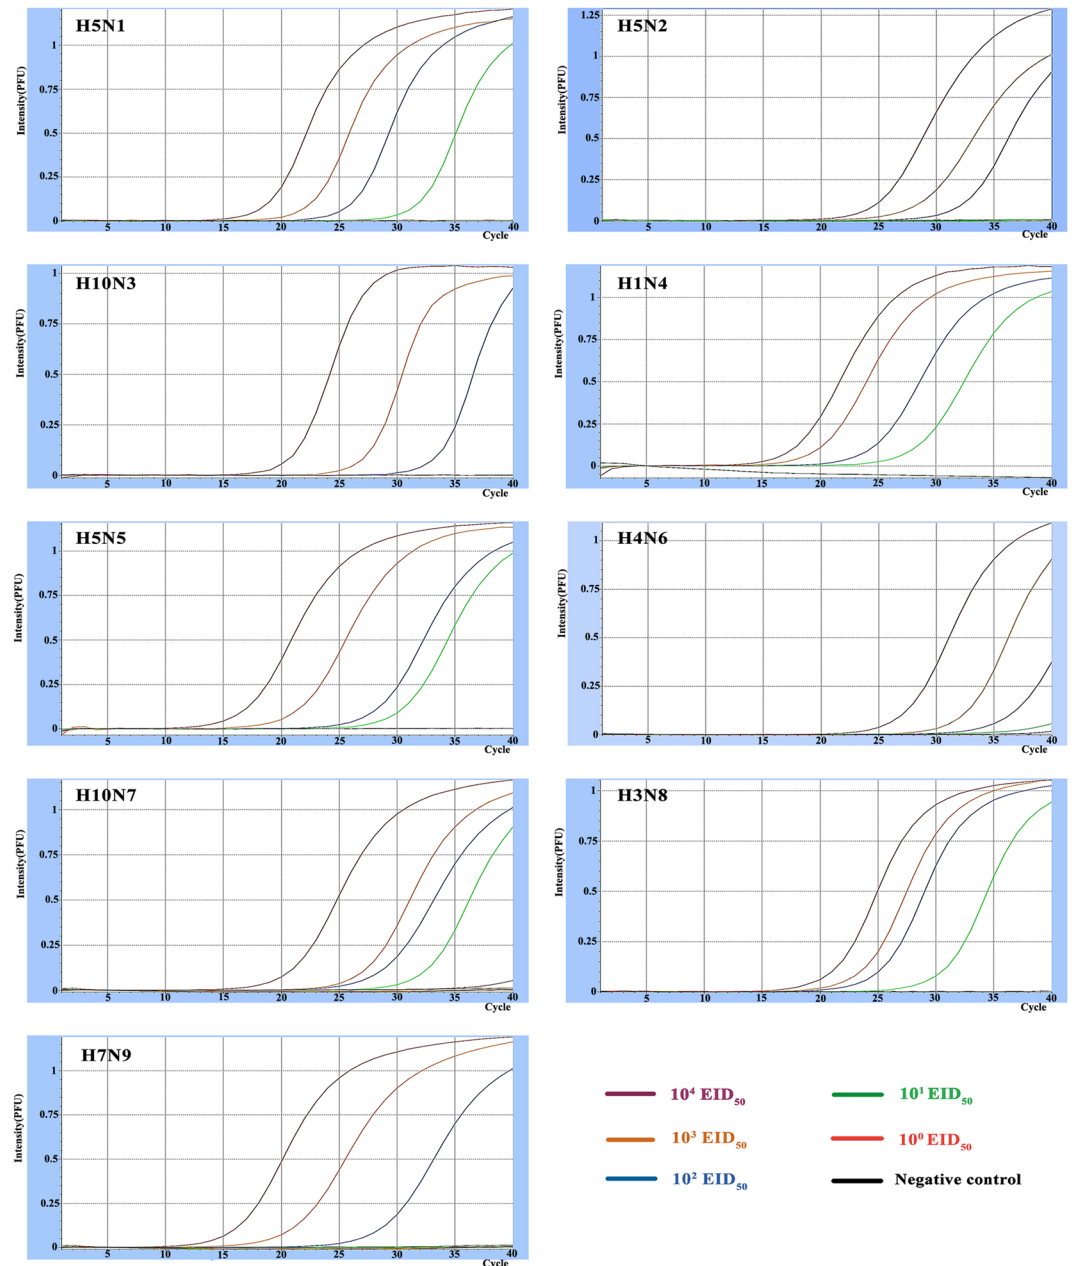 H5N1
Intensity(PFU)
1
0.75
0.5
0.25
0
5 10 15 20 25 30 35 40
Cycle
H5N2
Intensity(PFU)
1.25
1
0.75
0.5
0.25
0
5 10 15 20 25 30 35 40
Cycle
H10N3
Intensity(PFU)
1
0.75
0.5
0.25
0
5 10 15 20 25 30 35 40
Cycle
H1N4
Intensity(PFU)
1
0.75
0.5
0.25
0
5 10 15 20 25 30 35 40
Cycle
H5N5
Intensity(PFU)
1
0.75
0.5
0.25
0
5 10 15 20 25 30 35 40
Cycle
H4N6
Intensity(PFU)
1
0.75
0.5
0.25
0
5 10 15 20 25 30 35 40
Cycle
H10N7
Intensity(PFU)
1
0.75
0.5
0.25
0
5 10 15 20 25 30 35 40
Cycle
H3N8
Intensity(PFU)
1
0.75
0.5
0.25
0
5 10 15 20 25 30 35 40
Cycle
H7N9
Intensity(PFU)
1
0.75
0.5
0.25
0
5 10 15 20 25 30 35 40
Cycle
10⁴ EID₅₀
10³ EID₅₀
10² EID₅₀
10¹ EID₅₀
10⁰ EID₅₀
Negative control